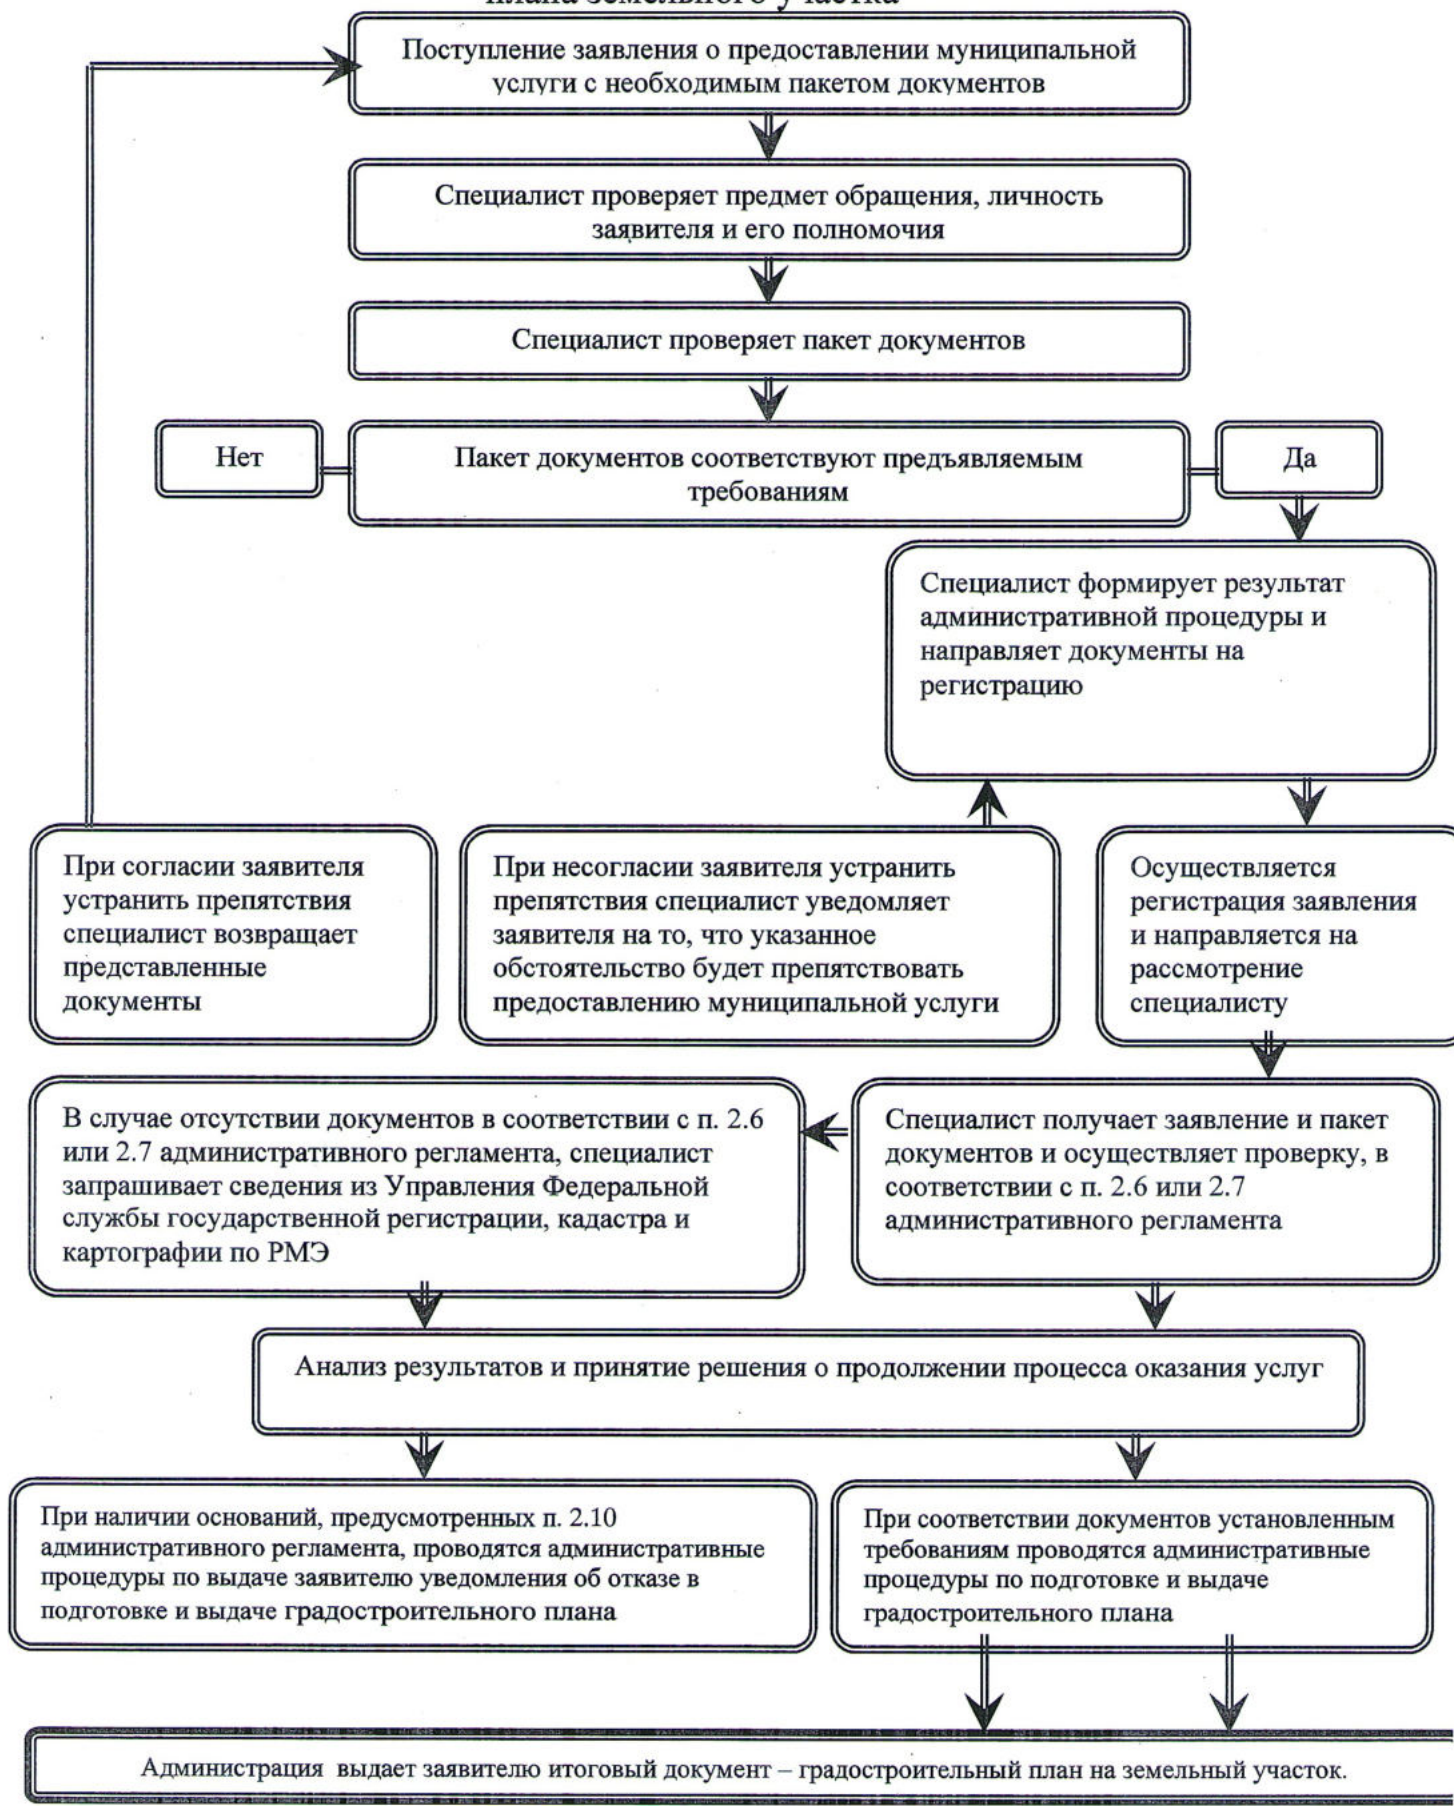 плана земельного участка
Поступление заявления о предоставлении муниципальной
услуги с необходимым пакетом документов
Специалист проверяет предмет обращения, личность
заявителя и его полномочия
Специалист проверяет пакет документов
Нет
Пакет документов соответствуют предъявляемым
требованиям
Да
Специалист формирует результат
административной процедуры и
направляет документы на
регистрацию
При согласии заявителя
устранить препятствия
специалист возвращает
представленные
документы
При несогласии заявителя устранить
препятствия специалист уведомляет
заявителя на то, что указанное
обстоятельство будет препятствовать
предоставлению муниципальной услуги
Осуществляется
регистрация заявления
и направляется на
рассмотрение
специалисту
В случае отсутствии документов в соответствии с п. 2.6
или 2.7 административного регламента, специалист
запрашивает сведения из Управления Федеральной
службы государственной регистрации, кадастра и
картографии по РМЭ
Специалист получает заявление и пакет
документов и осуществляет проверку, в
соответствии с п. 2.6 или 2.7
административного регламента
Анализ результатов и принятие решения о продолжении процесса оказания услуг
При наличии оснований, предусмотренных п. 2.10
административного регламента, проводятся административные
процедуры по выдаче заявителю уведомления об отказе в
подготовке и выдаче градостроительного плана
При соответствии документов установленным
требованиям проводятся административные
процедуры по подготовке и выдаче
градостроительного плана
Администрация выдает заявителю итоговый документ – градостроительный план на земельный участок.